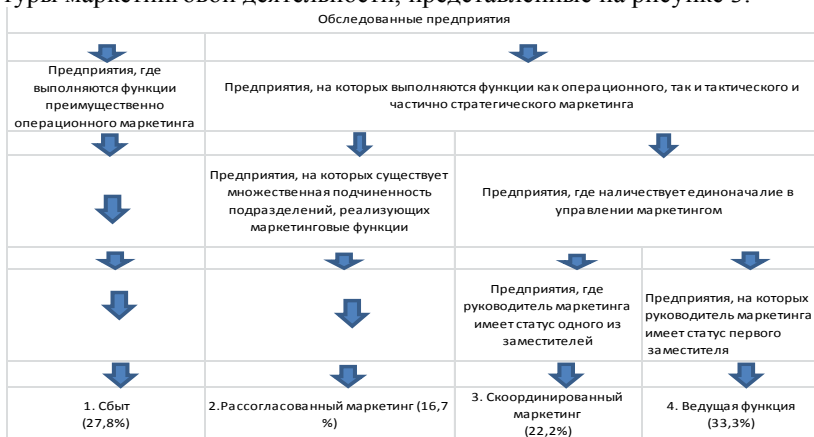 туры маркетинговой деятельности, представленные на рисунке 3.
Обследованные предприятия
Предприятия, где
выполняются функции
преимущественно
операционного маркетинга
Предприятия, на которых выполняются функции как операционного, так и тактического и
частично стратегического маркетинга
Предприятия, на которых существует
множественная подчиненность
подразделений, реализующих
маркетинговые функции
Предприятия, где наличествует единоначалие в
управлении маркетингом
Предприятия, где
руководитель маркетинга
имеет статус одного из
заместителей
Предприятия, на которых
руководитель маркетинга
имеет статус первого
заместителя
1. Сбыт
(27,8%)
2.Рассогласованный маркетинг (16,7
%)
3. Скоординированный
маркетинг
(22,2%)
4. Ведущая функция
(33,3%)